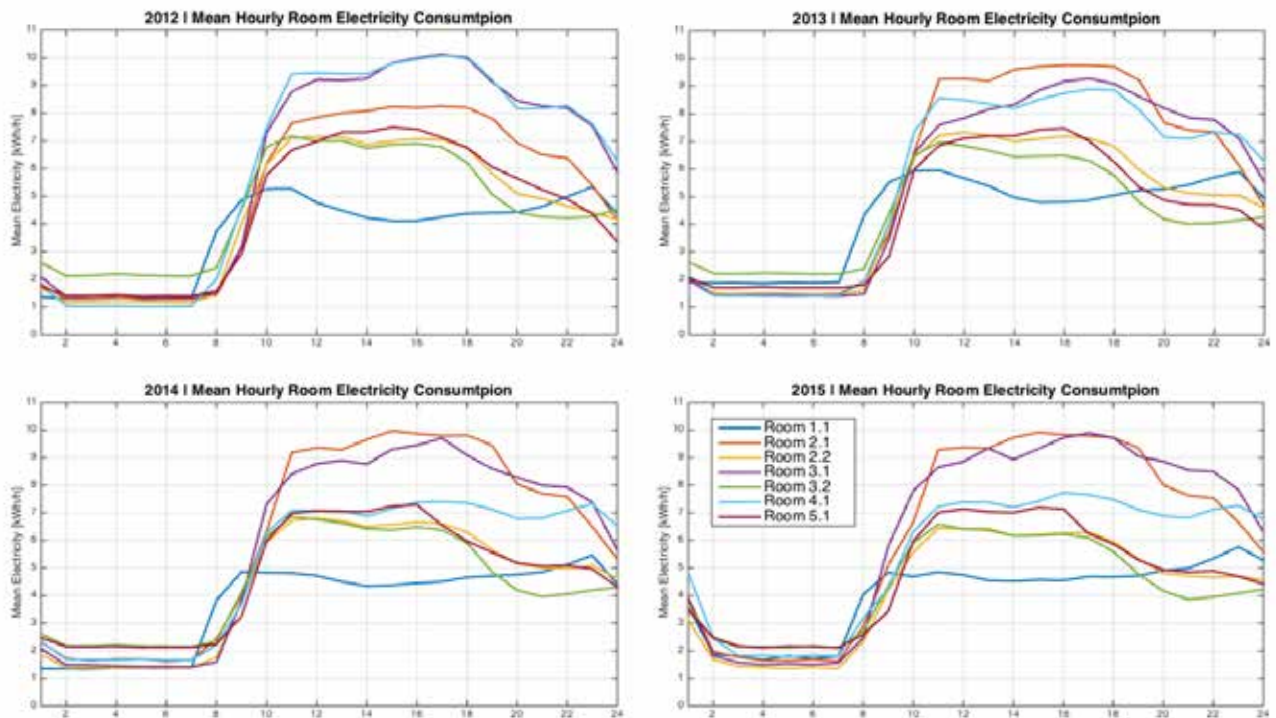 2012 I Mean Hourly Room Electricity Consumtpion
Mean Electricity [kWh/h]
11
10
9
8
7
6
5
4
3
2
1
0
2 4 6 8 10 12 14 16 18 20 22 24
2013 I Mean Hourly Room Electricity Consumtpion
Mean Electricity [kWh/h]
11
10
9
8
7
6
5
4
3
2
1
0
2 4 6 8 10 12 14 16 18 20 22 24
2014 I Mean Hourly Room Electricity Consumtpion
Mean Electricity [kWh/h]
11
10
9
8
7
6
5
4
3
2
1
0
2 4 6 8 10 12 14 16 18 20 22 24
2015 I Mean Hourly Room Electricity Consumtpion
Mean Electricity [kWh/h]
11
10
9
8
7
6
5
4
3
2
1
0
2 4 6 8 10 12 14 16 18 20 22 24
Room 1.1
Room 2.1
Room 2.2
Room 3.1
Room 3.2
Room 4.1
Room 5.1